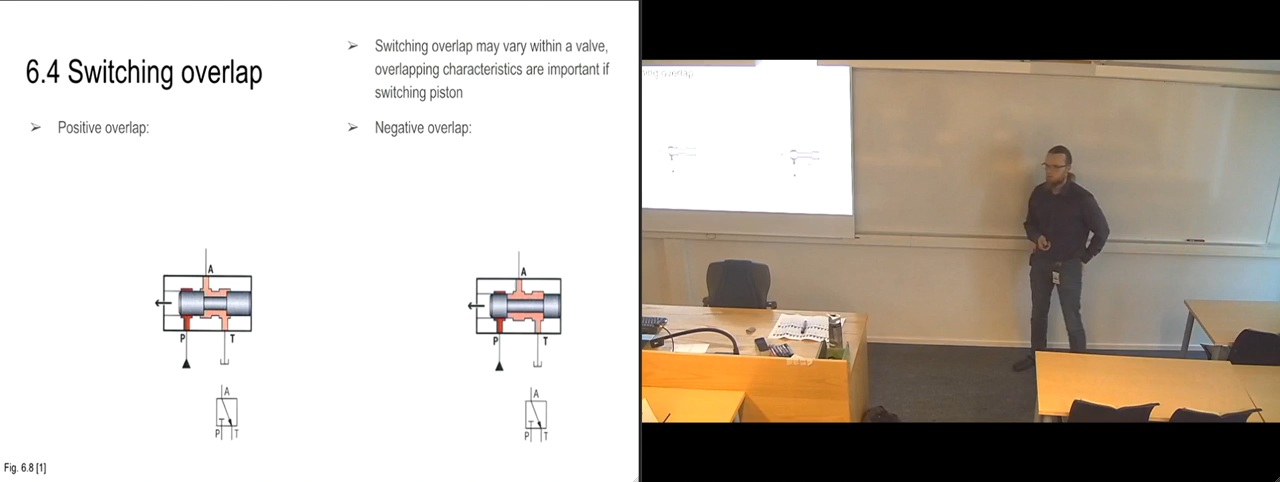 6.4 Switching overlap
➢ Positive overlap:
➢ Switching overlap may vary within a valve,
overlapping characteristics are important if
switching piston
➢ Negative overlap:
A
P T
A
P T
A
P T
A
P T
Fig. 6.8 [1]
overlap